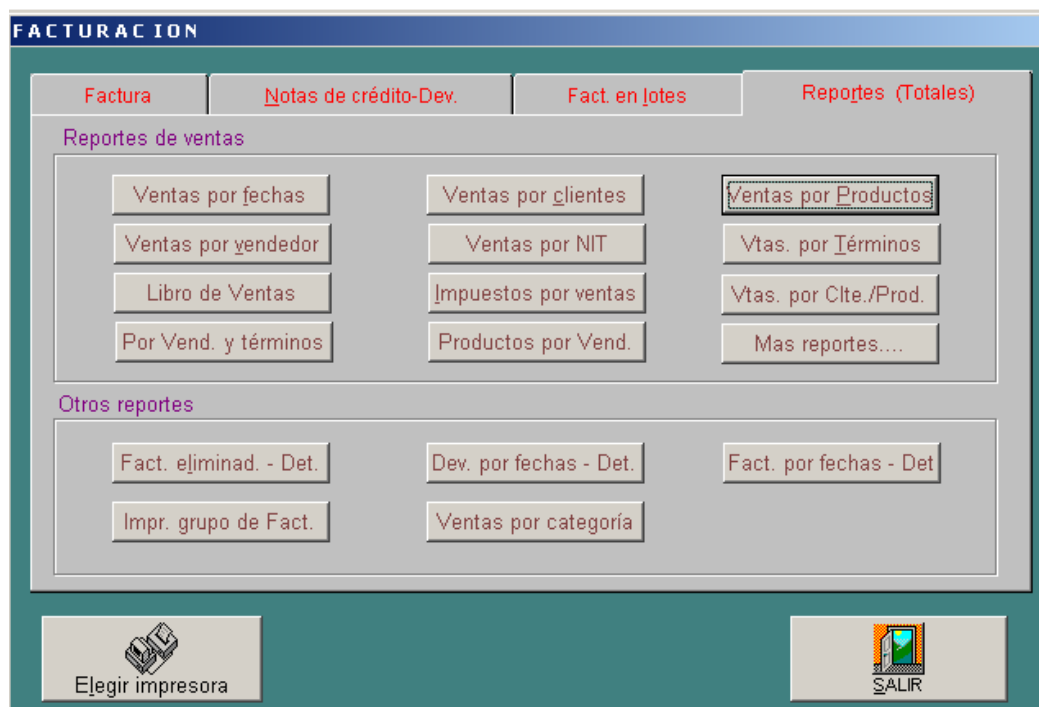 FACTURACION
Factura
Notas de crédito-Dev.
Fact. en lotes
Reportes (Totales)
Reportes de ventas
Ventas por fechas
Ventas por clientes
Ventas por Productos
Ventas por vendedor
Ventas por NIT
Vtas. por Términos
Libro de Ventas
Impuestos por ventas
Vtas. por Clte./Prod.
Por Vend. y términos
Productos por Vend.
Mas reportes....
Otros reportes
Fact. eliminad. - Det.
Dev. por fechas - Det.
Fact. por fechas - Det
Impr. grupo de Fact.
Ventas por categoría
Elegir impresora
SALIR